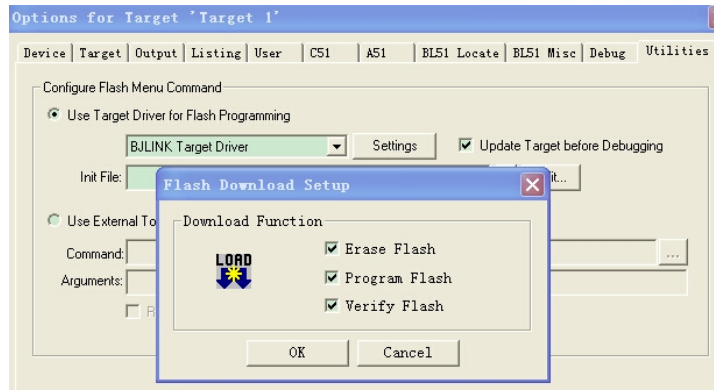 Options for Target 'Target 1'
Device Target Output Listing User C51 A51 BL51 Locate BL51 Misc Debug Utilities
Configure Flash Menu Command
Use Target Driver for Flash Programming
BJLINK Target Driver Settings Update Target before Debugging
Init File:
Flash Download Setup
Use External To
Download Function
Command:
LOAD
Erase Flash
...
Arguments:
Program Flash
Verify Flash
OK Cancel